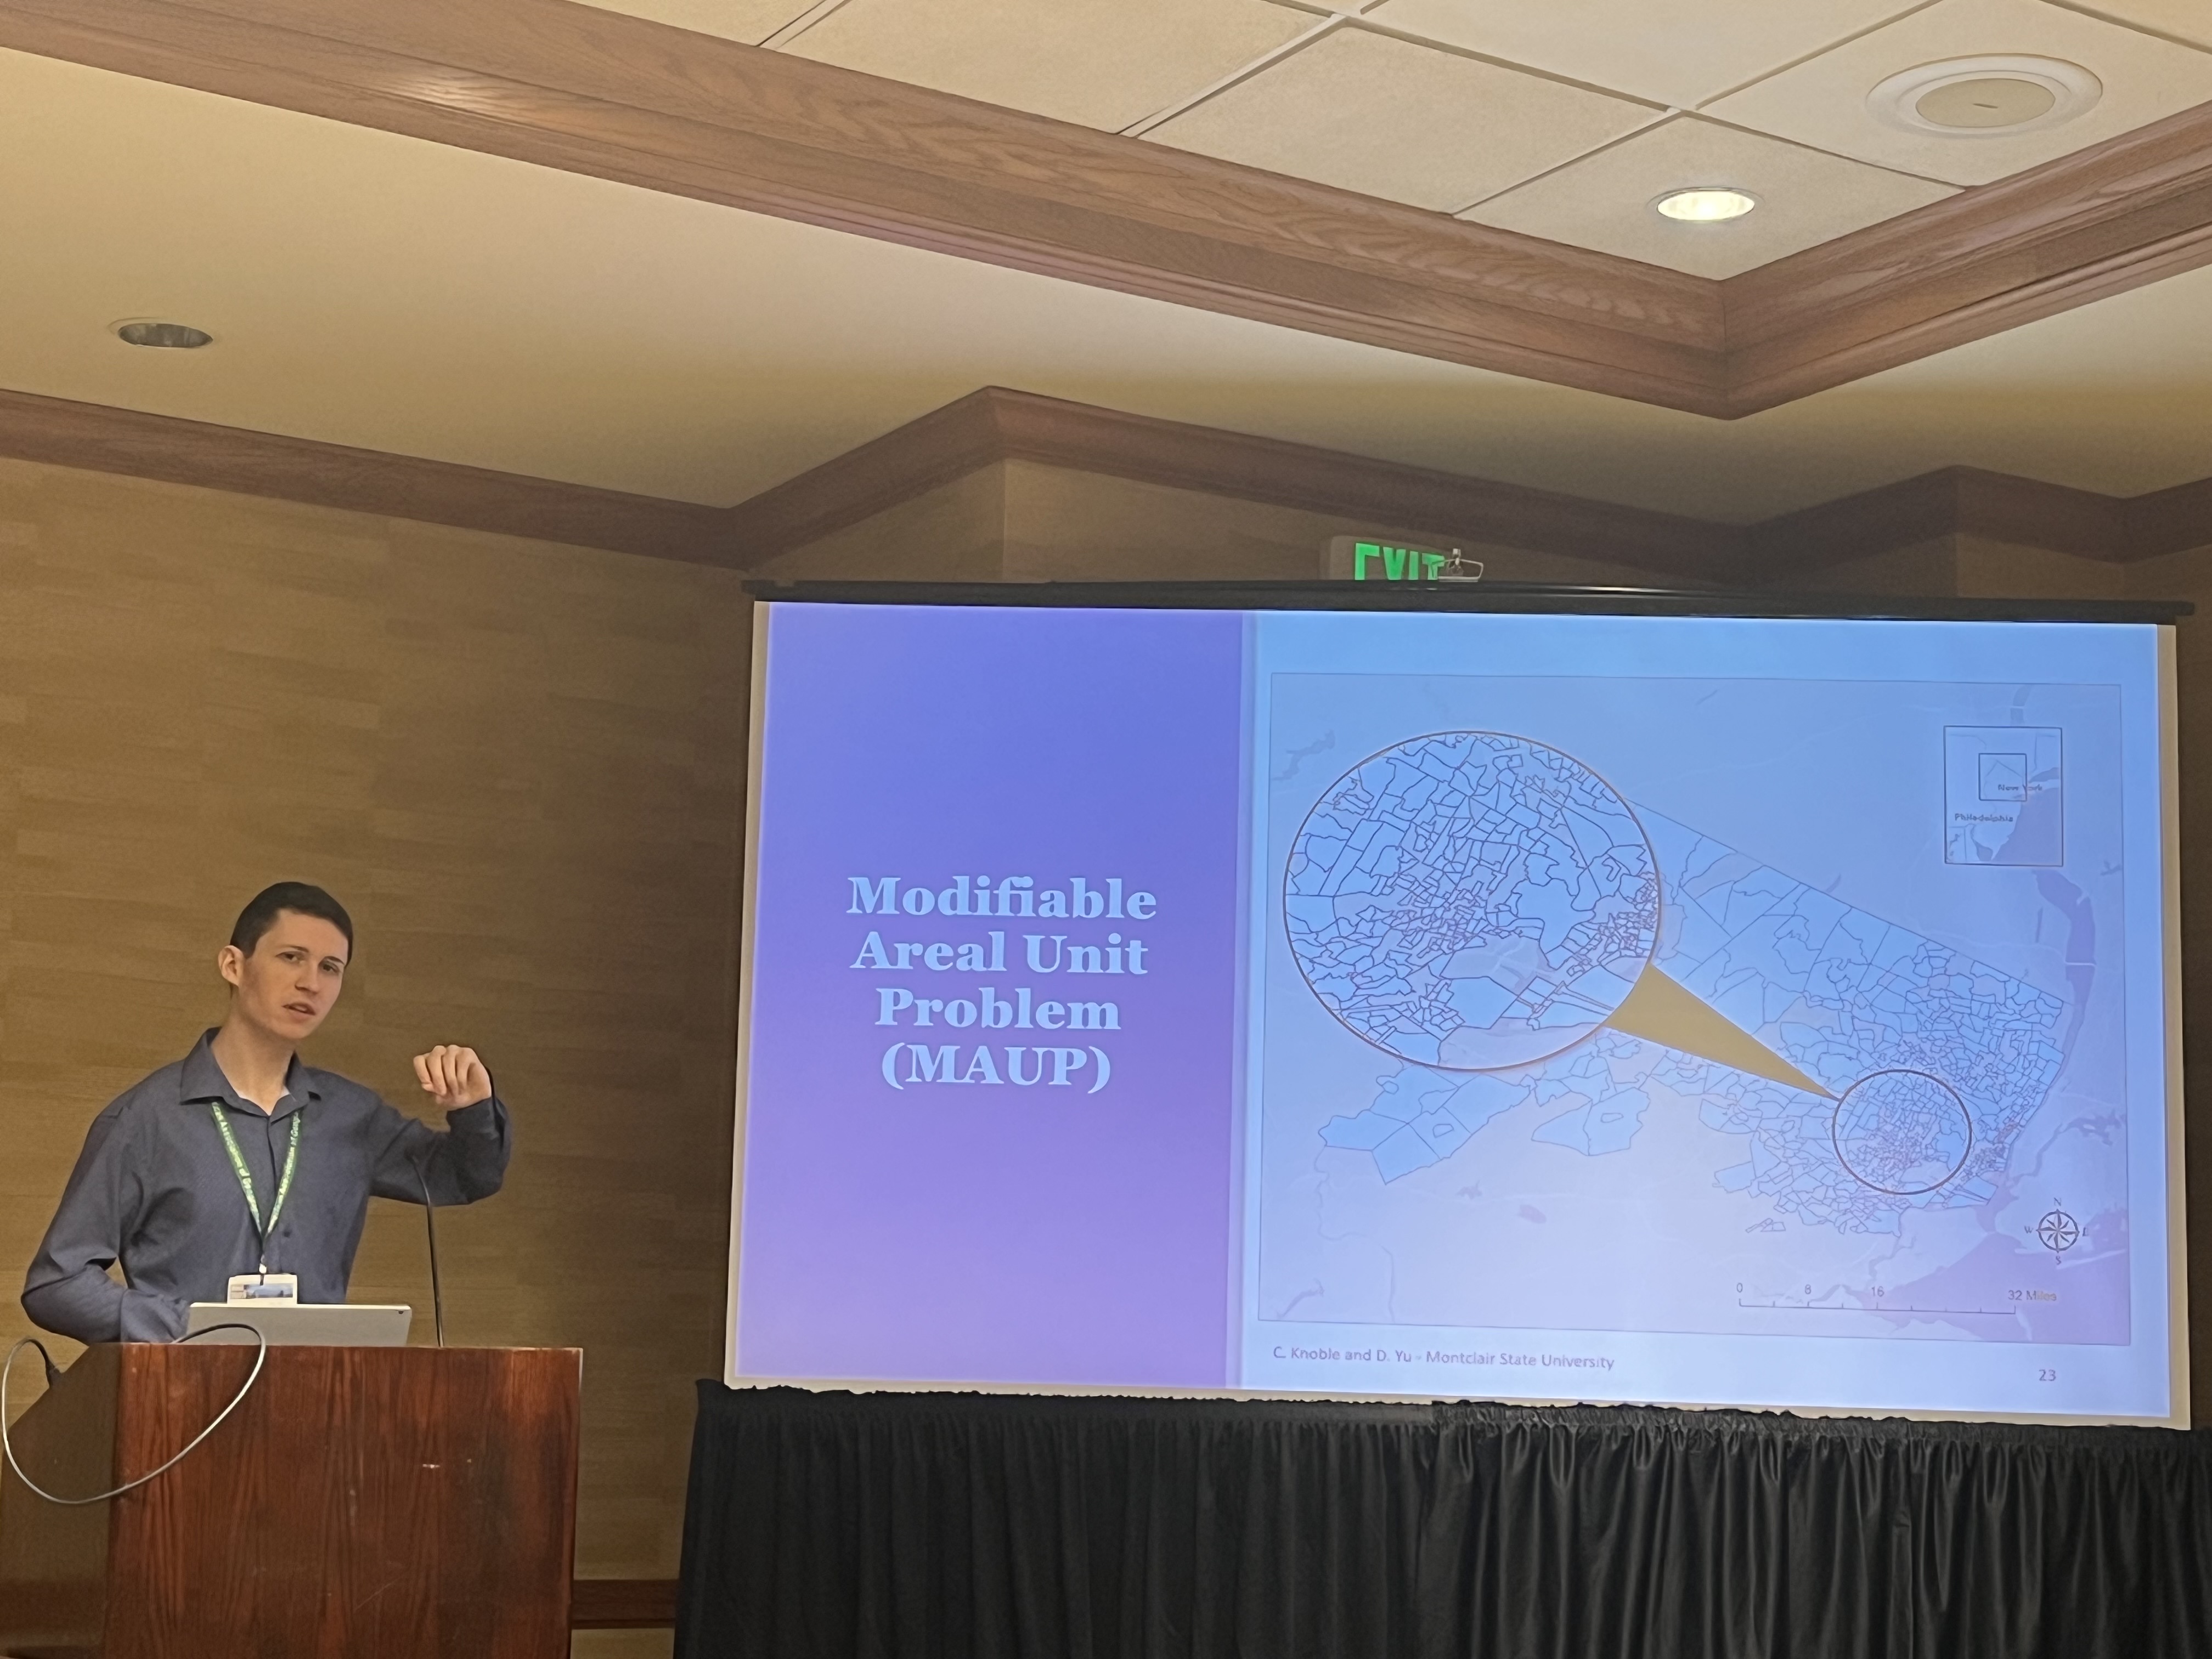 EXIT
Modifiable
Areal Unit
Problem
(MAUP)
New York
Philadelphia
N
W
E
S
0 8 16 32 Miles
C. Knoble and D. Yu - Montclair State University
23